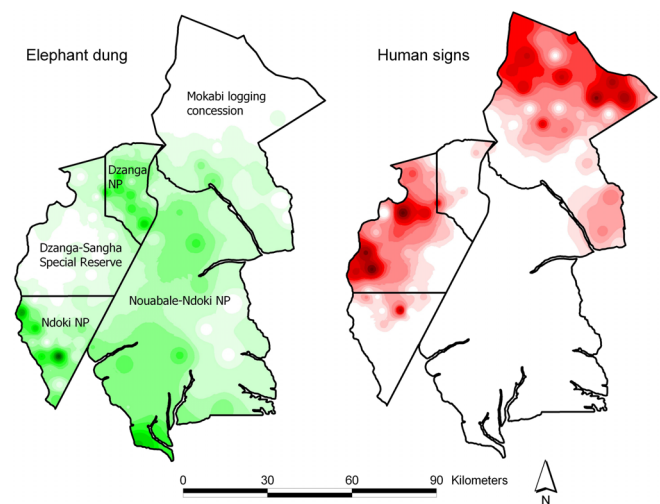 Elephant dung
Human signs
Mokabi logging
concession
Dzanga
NP
Dzanga-Sangha
Special Reserve
Nouabale-Ndoki NP
Ndoki NP
0 30 60 90 Kilometers
N